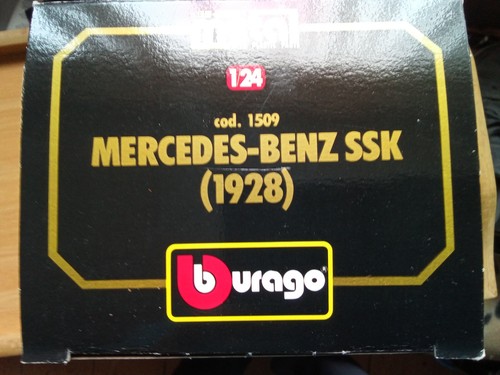 1:24
cod. 1509
MERCEDES-BENZ SSK
(1928)
burago